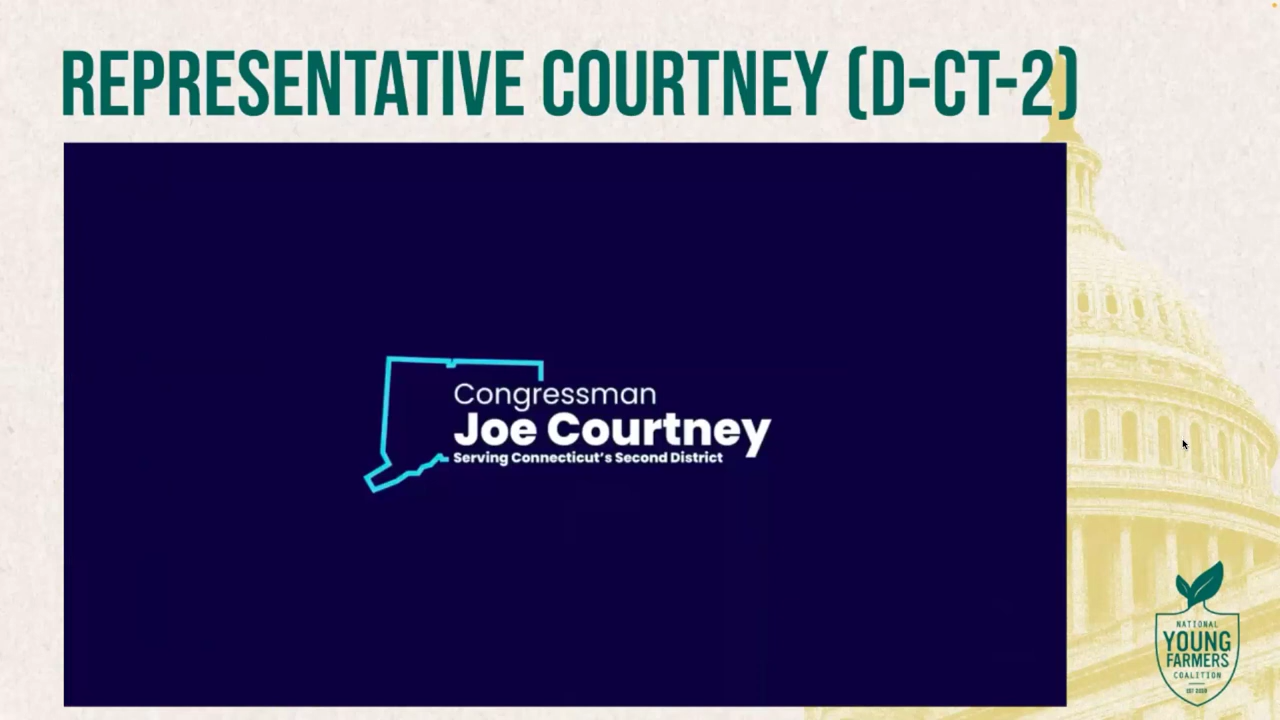 REPRESENTATIVE COURTNEY (D-CT-2)
Congressman
Joe Courtney
Serving Connecticut's Second District
NATIONAL
YOUNG
FARMERS
COALITION